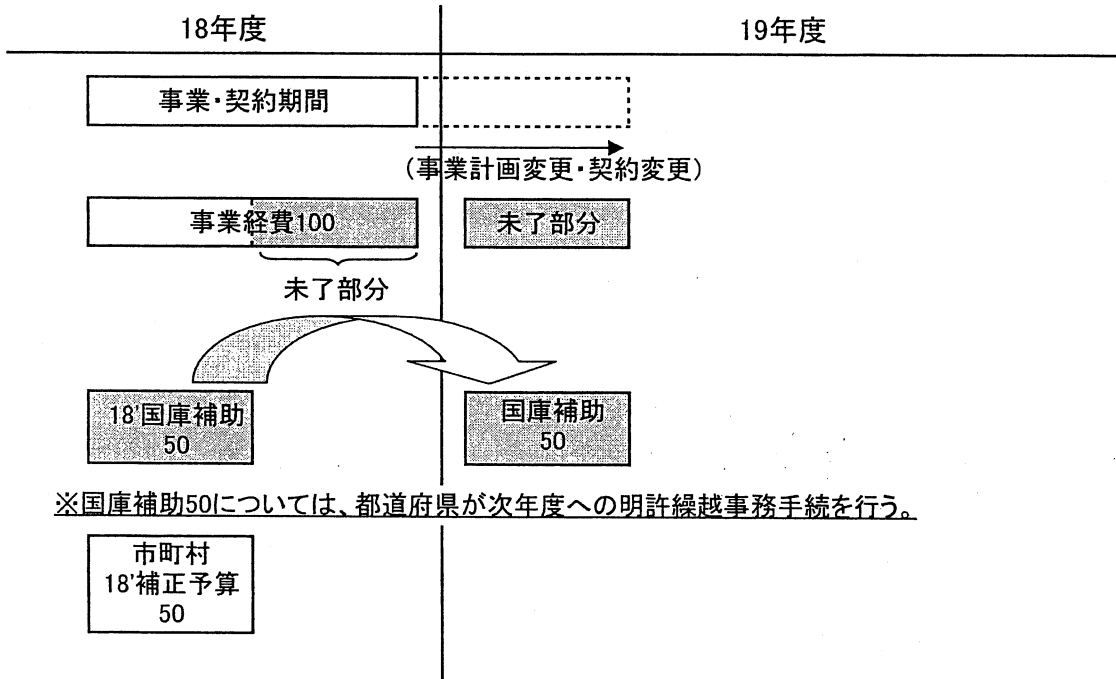 18年度
19年度
事業・契約期間
(事業計画変更・契約変更)
事業経費100
未了部分
未了部分
18'国庫補助
50
国庫補助
50
※国庫補助50については、都道府県が次年度への明許繰越事務手続を行う。
市町村
18'補正予算
50